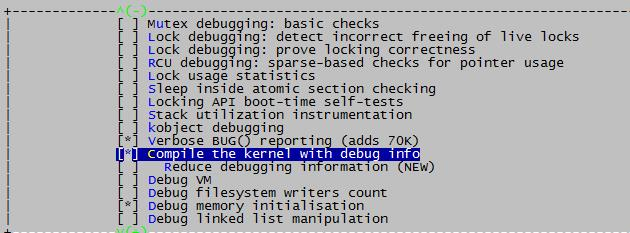 ^(-)
[ ] Mutex debugging: basic checks
[ ] Lock debugging: detect incorrect freeing of live locks
[ ] Lock debugging: prove locking correctness
[ ] RCU debugging: sparse-based checks for pointer usage
[ ] Lock usage statistics
[ ] Sleep inside atomic section checking
[ ] Locking API boot-time self-tests
[ ] Stack utilization instrumentation
[ ] kobject debugging
[*] Verbose BUG() reporting (adds 70K)
[*] Compile the kernel with debug info
[ ]   Reduce debugging information (NEW)
[ ] Debug VM
[ ] Debug filesystem writers count
[*] Debug memory initialisation
[ ] Debug linked list manipulation
v(+)